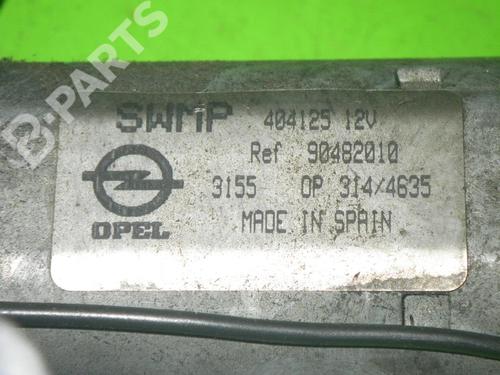 B-PARTS
SWMP 404125 12V
Ref 90482010
3155 OP 314/4635
OPEL MADE IN SPAIN